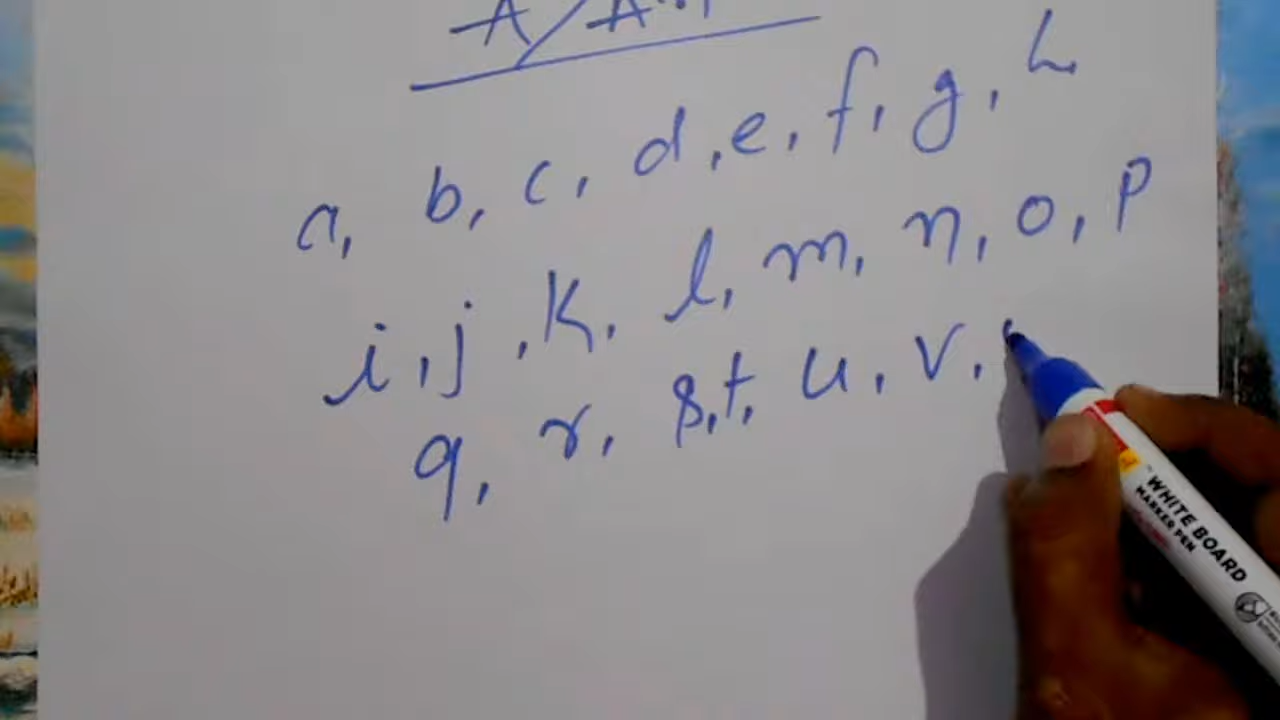 A/A
a, b, c, d, e, f, g, h
i, j, k, l, m, n, o, p
q, r, s, t, u, v,
WHITE BOARD
MARKER PEN